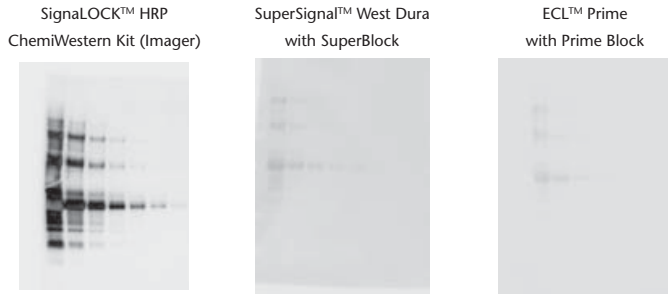 SignaLOCK™ HRP
ChemiWestern Kit (Imager)
SuperSignal™ West Dura
with SuperBlock
ECL™ Prime
with Prime Block